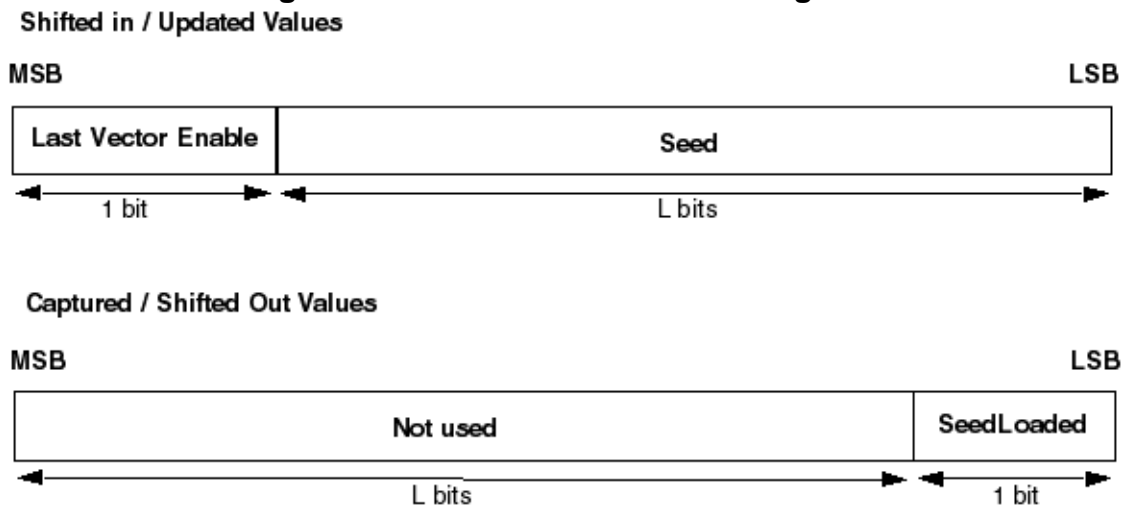 Shifted in / Updated Values
MSB LSB
Last Vector Enable Seed
1 bit L bits
Captured / Shifted Out Values
MSB LSB
Not used SeedLoaded
L bits 1 bit